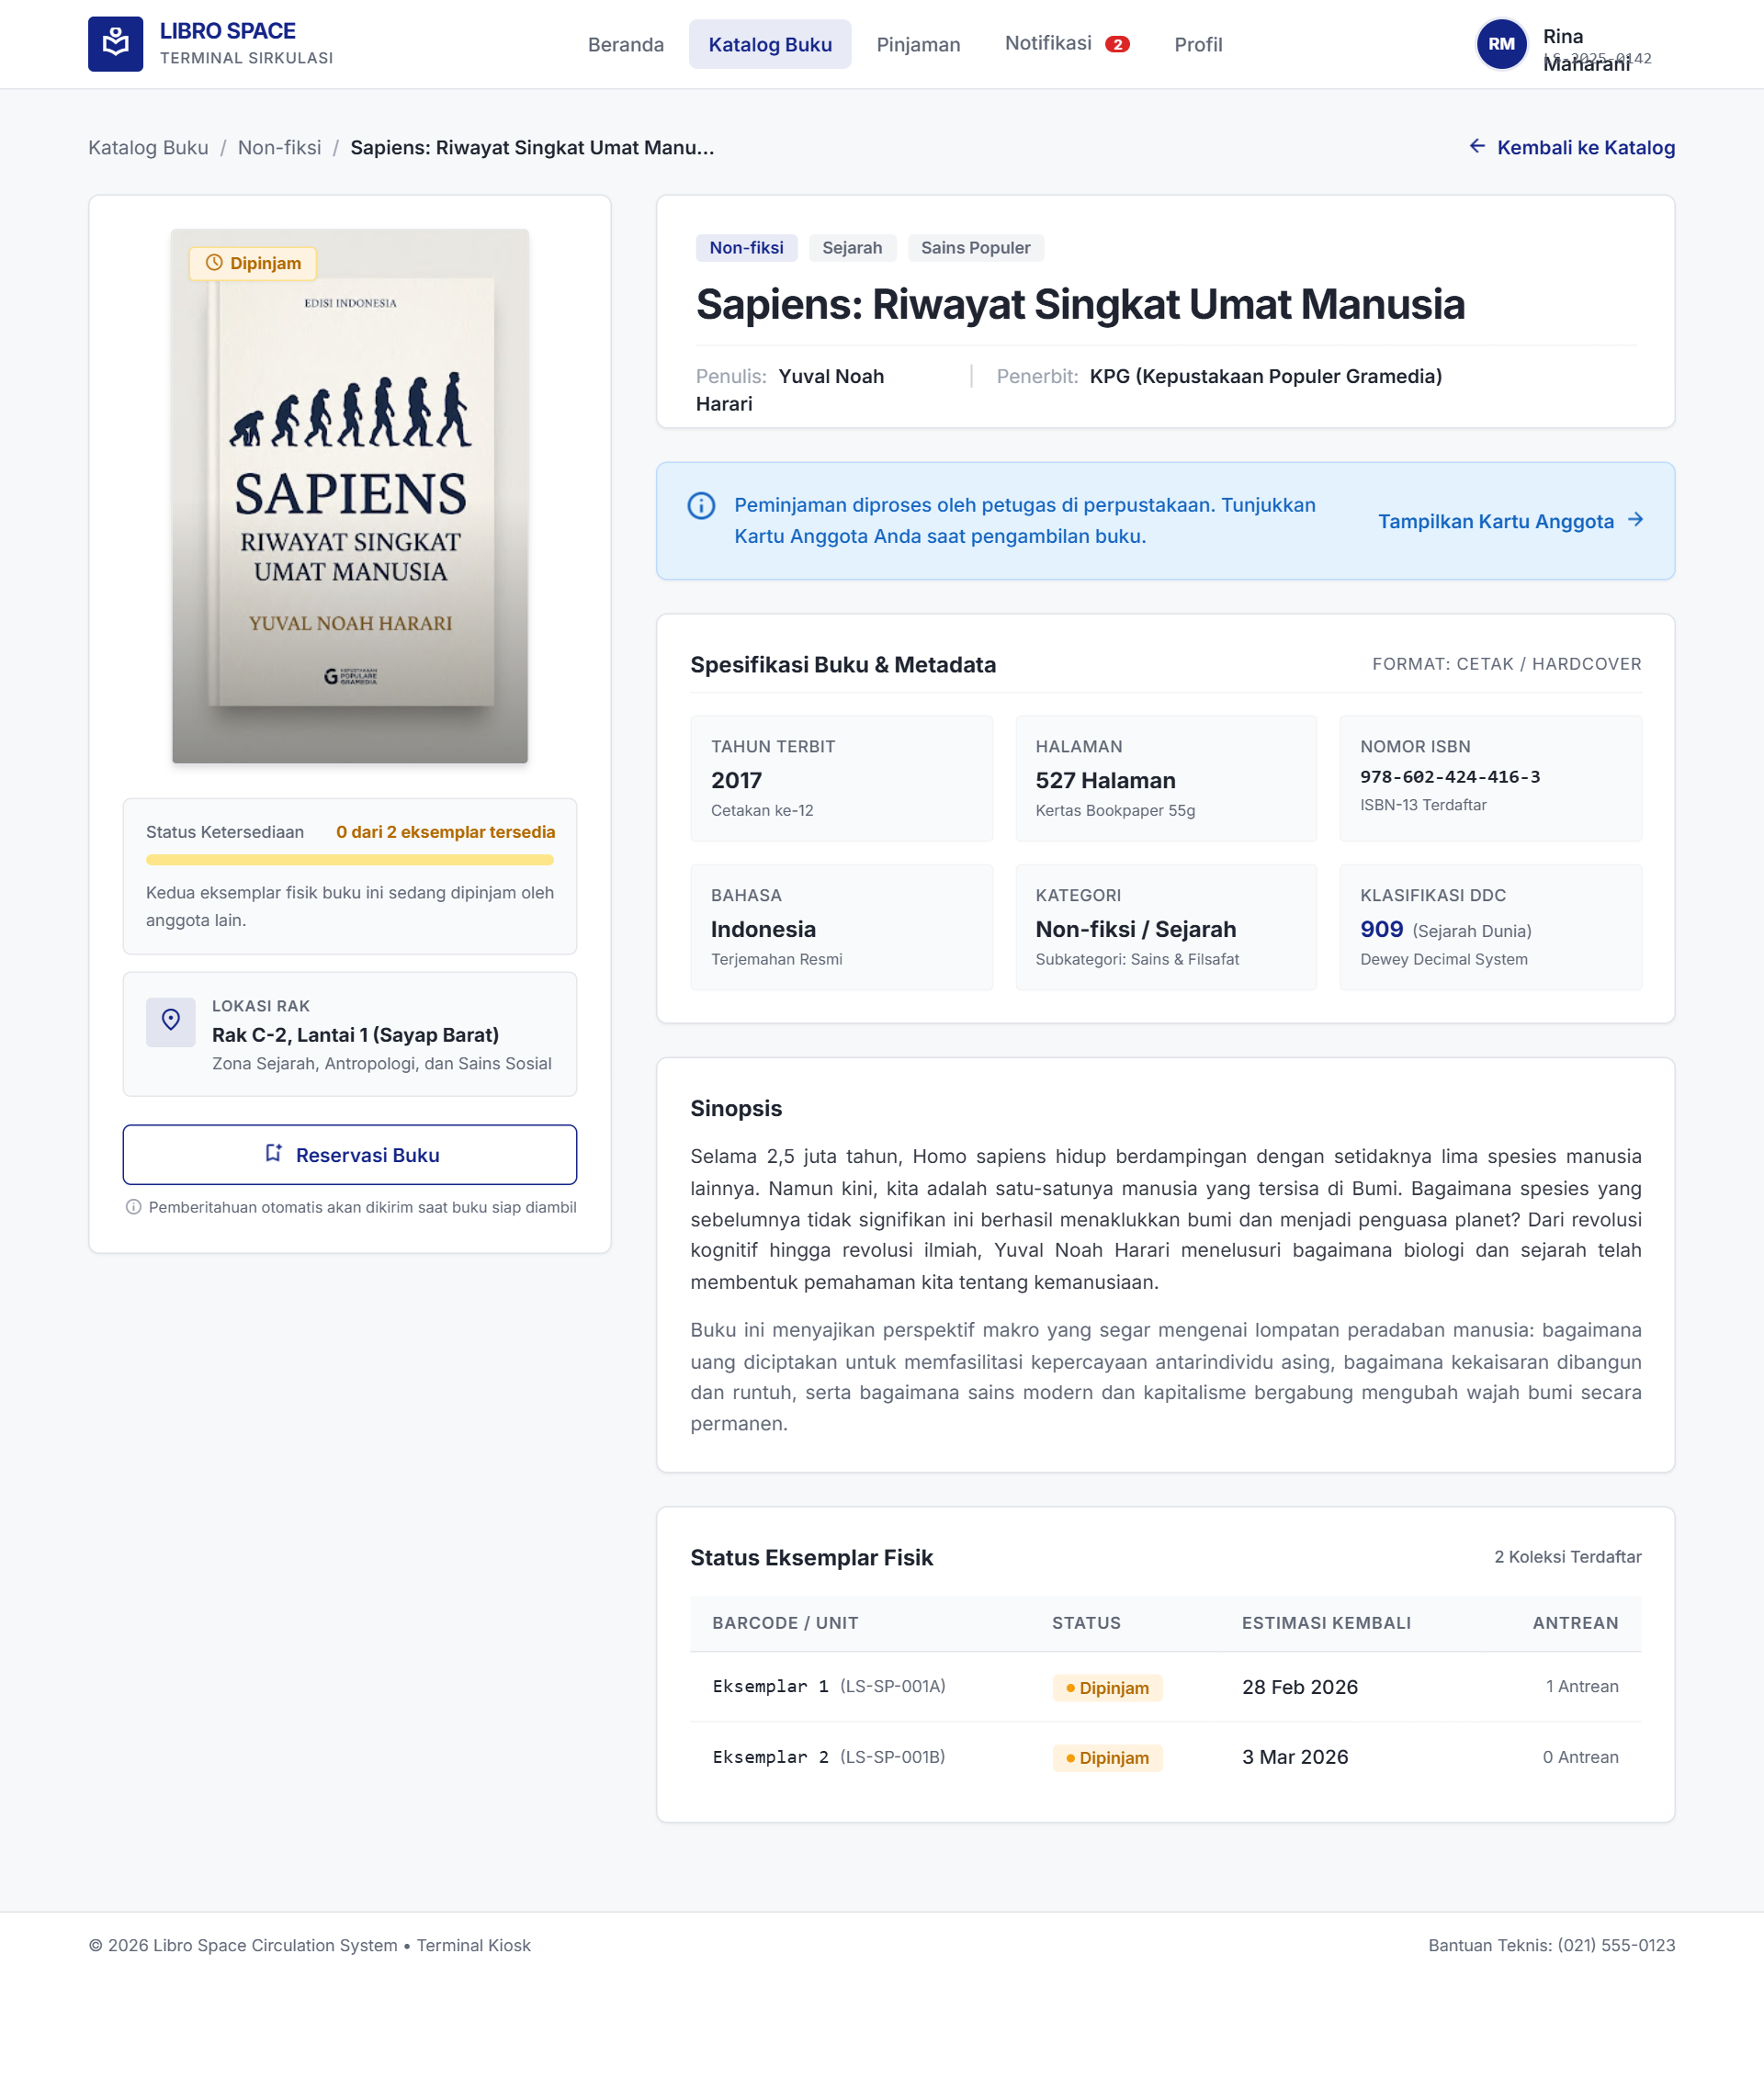 LIBRO SPACE
TERMINAL SIRKULASI
Beranda
Katalog Buku
Pinjaman
Notifikasi 2
Profil
RM
Rina
Maharani
LS-2025-0142
Katalog Buku / Non-fiksi / Sapiens: Riwayat Singkat Umat Manu...
← Kembali ke Katalog
Dipinjam
EDISI INDONESIA
SAPIENS
RIWAYAT SINGKAT
UMAT MANUSIA
YUVAL NOAH HARARI
KEPUSTAKAAN
POPULARE
GRAMEDIA
Status Ketersediaan
0 dari 2 eksemplar tersedia
Kedua eksemplar fisik buku ini sedang dipinjam oleh
anggota lain.
LOKASI RAK
Rak C-2, Lantai 1 (Sayap Barat)
Zona Sejarah, Antropologi, dan Sains Sosial
Reservasi Buku
Pemberitahuan otomatis akan dikirim saat buku siap diambil
Non-fiksi
Sejarah
Sains Populer
Sapiens: Riwayat Singkat Umat Manusia
Penulis: Yuval Noah
Harari
Penerbit: KPG (Kepustakaan Populer Gramedia)
Peminjaman diproses oleh petugas di perpustakaan. Tunjukkan
Kartu Anggota Anda saat pengambilan buku.
Tampilkan Kartu Anggota →
Spesifikasi Buku & Metadata
FORMAT: CETAK / HARDCOVER
TAHUN TERBIT
2017
Cetakan ke-12
HALAMAN
527 Halaman
Kertas Bookpaper 55g
NOMOR ISBN
978-602-424-416-3
ISBN-13 Terdaftar
BAHASA
Indonesia
Terjemahan Resmi
KATEGORI
Non-fiksi / Sejarah
Subkategori: Sains & Filsafat
KLASIFIKASI DDC
909 (Sejarah Dunia)
Dewey Decimal System
Sinopsis
Selama 2,5 juta tahun, Homo sapiens hidup berdampingan dengan setidaknya lima spesies manusia
lainnya. Namun kini, kita adalah satu-satunya manusia yang tersisa di Bumi. Bagaimana spesies yang
sebelumnya tidak signifikan ini berhasil menaklukkan bumi dan menjadi penguasa planet? Dari revolusi
kognitif hingga revolusi ilmiah, Yuval Noah Harari menelusuri bagaimana biologi dan sejarah telah
membentuk pemahaman kita tentang kemanusiaan.
Buku ini menyajikan perspektif makro yang segar mengenai lompatan peradaban manusia: bagaimana
uang diciptakan untuk memfasilitasi kepercayaan antarindividu asing, bagaimana kekaisaran dibangun
dan runtuh, serta bagaimana sains modern dan kapitalisme bergabung mengubah wajah bumi secara
permanen.
Status Eksemplar Fisik
2 Koleksi Terdaftar
BARCODE / UNIT STATUS ESTIMASI KEMBALI ANTREAN
Eksemplar 1 (LS-SP-001A) Dipinjam 28 Feb 2026 1 Antrean
Eksemplar 2 (LS-SP-001B) Dipinjam 3 Mar 2026 0 Antrean
© 2026 Libro Space Circulation System • Terminal Kiosk
Bantuan Teknis: (021) 555-0123